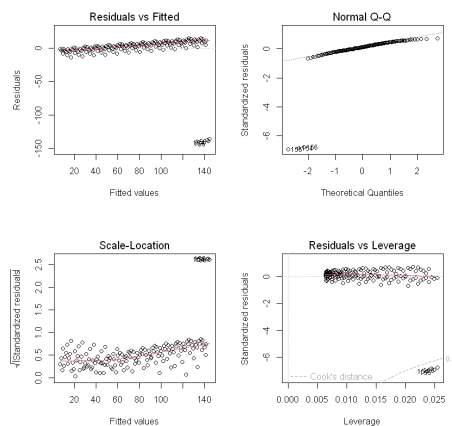 Residuals vs Fitted
Residuals
0
-50
-100
-150
20 40 60 80 100 120 140
Fitted values
Normal Q-Q
Standardized residuals
0
-2
-4
-6
-2 -1 0 1 2
Theoretical Quantiles
Scale-Location
√|Standardized residuals|
2.5
2.0
1.5
1.0
0.5
0.0
20 40 60 80 100 120 140
Fitted values
Residuals vs Leverage
Standardized residuals
0
-2
-4
-6
Cook's distance
0.
0.000 0.005 0.010 0.015 0.020 0.025
Leverage